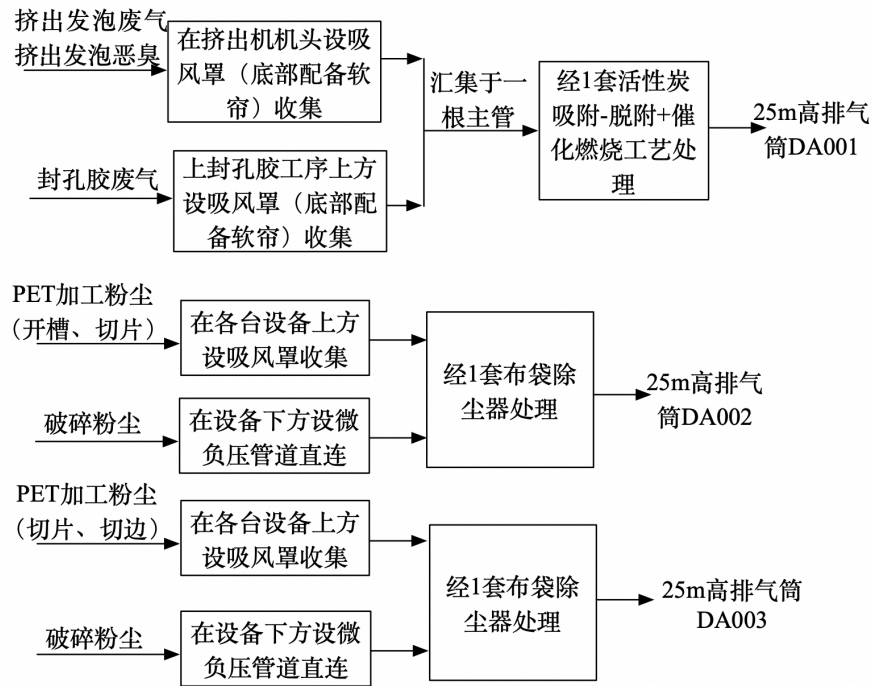 挤出发泡废气
挤出发泡恶臭
在挤出机机头设吸
风罩（底部配备软
帘）收集
封孔胶废气
上封孔胶工序上方
设吸风罩（底部配
备软帘）收集
汇集于一
根主管
经1套活性炭
吸附-脱附+催
化燃烧工艺处
理
25m高排气
筒DA001
PET加工粉尘
（开槽、切片）
在各台设备上方
设吸风罩收集
破碎粉尘
在设备下方设微
负压管道直连
经1套布袋除
尘器处理
25m高排气
筒DA002
PET加工粉尘
（切片、切边）
在各台设备上方
设吸风罩收集
破碎粉尘
在设备下方设微
负压管道直连
经1套布袋除
尘器处理
25m高排气筒
DA003